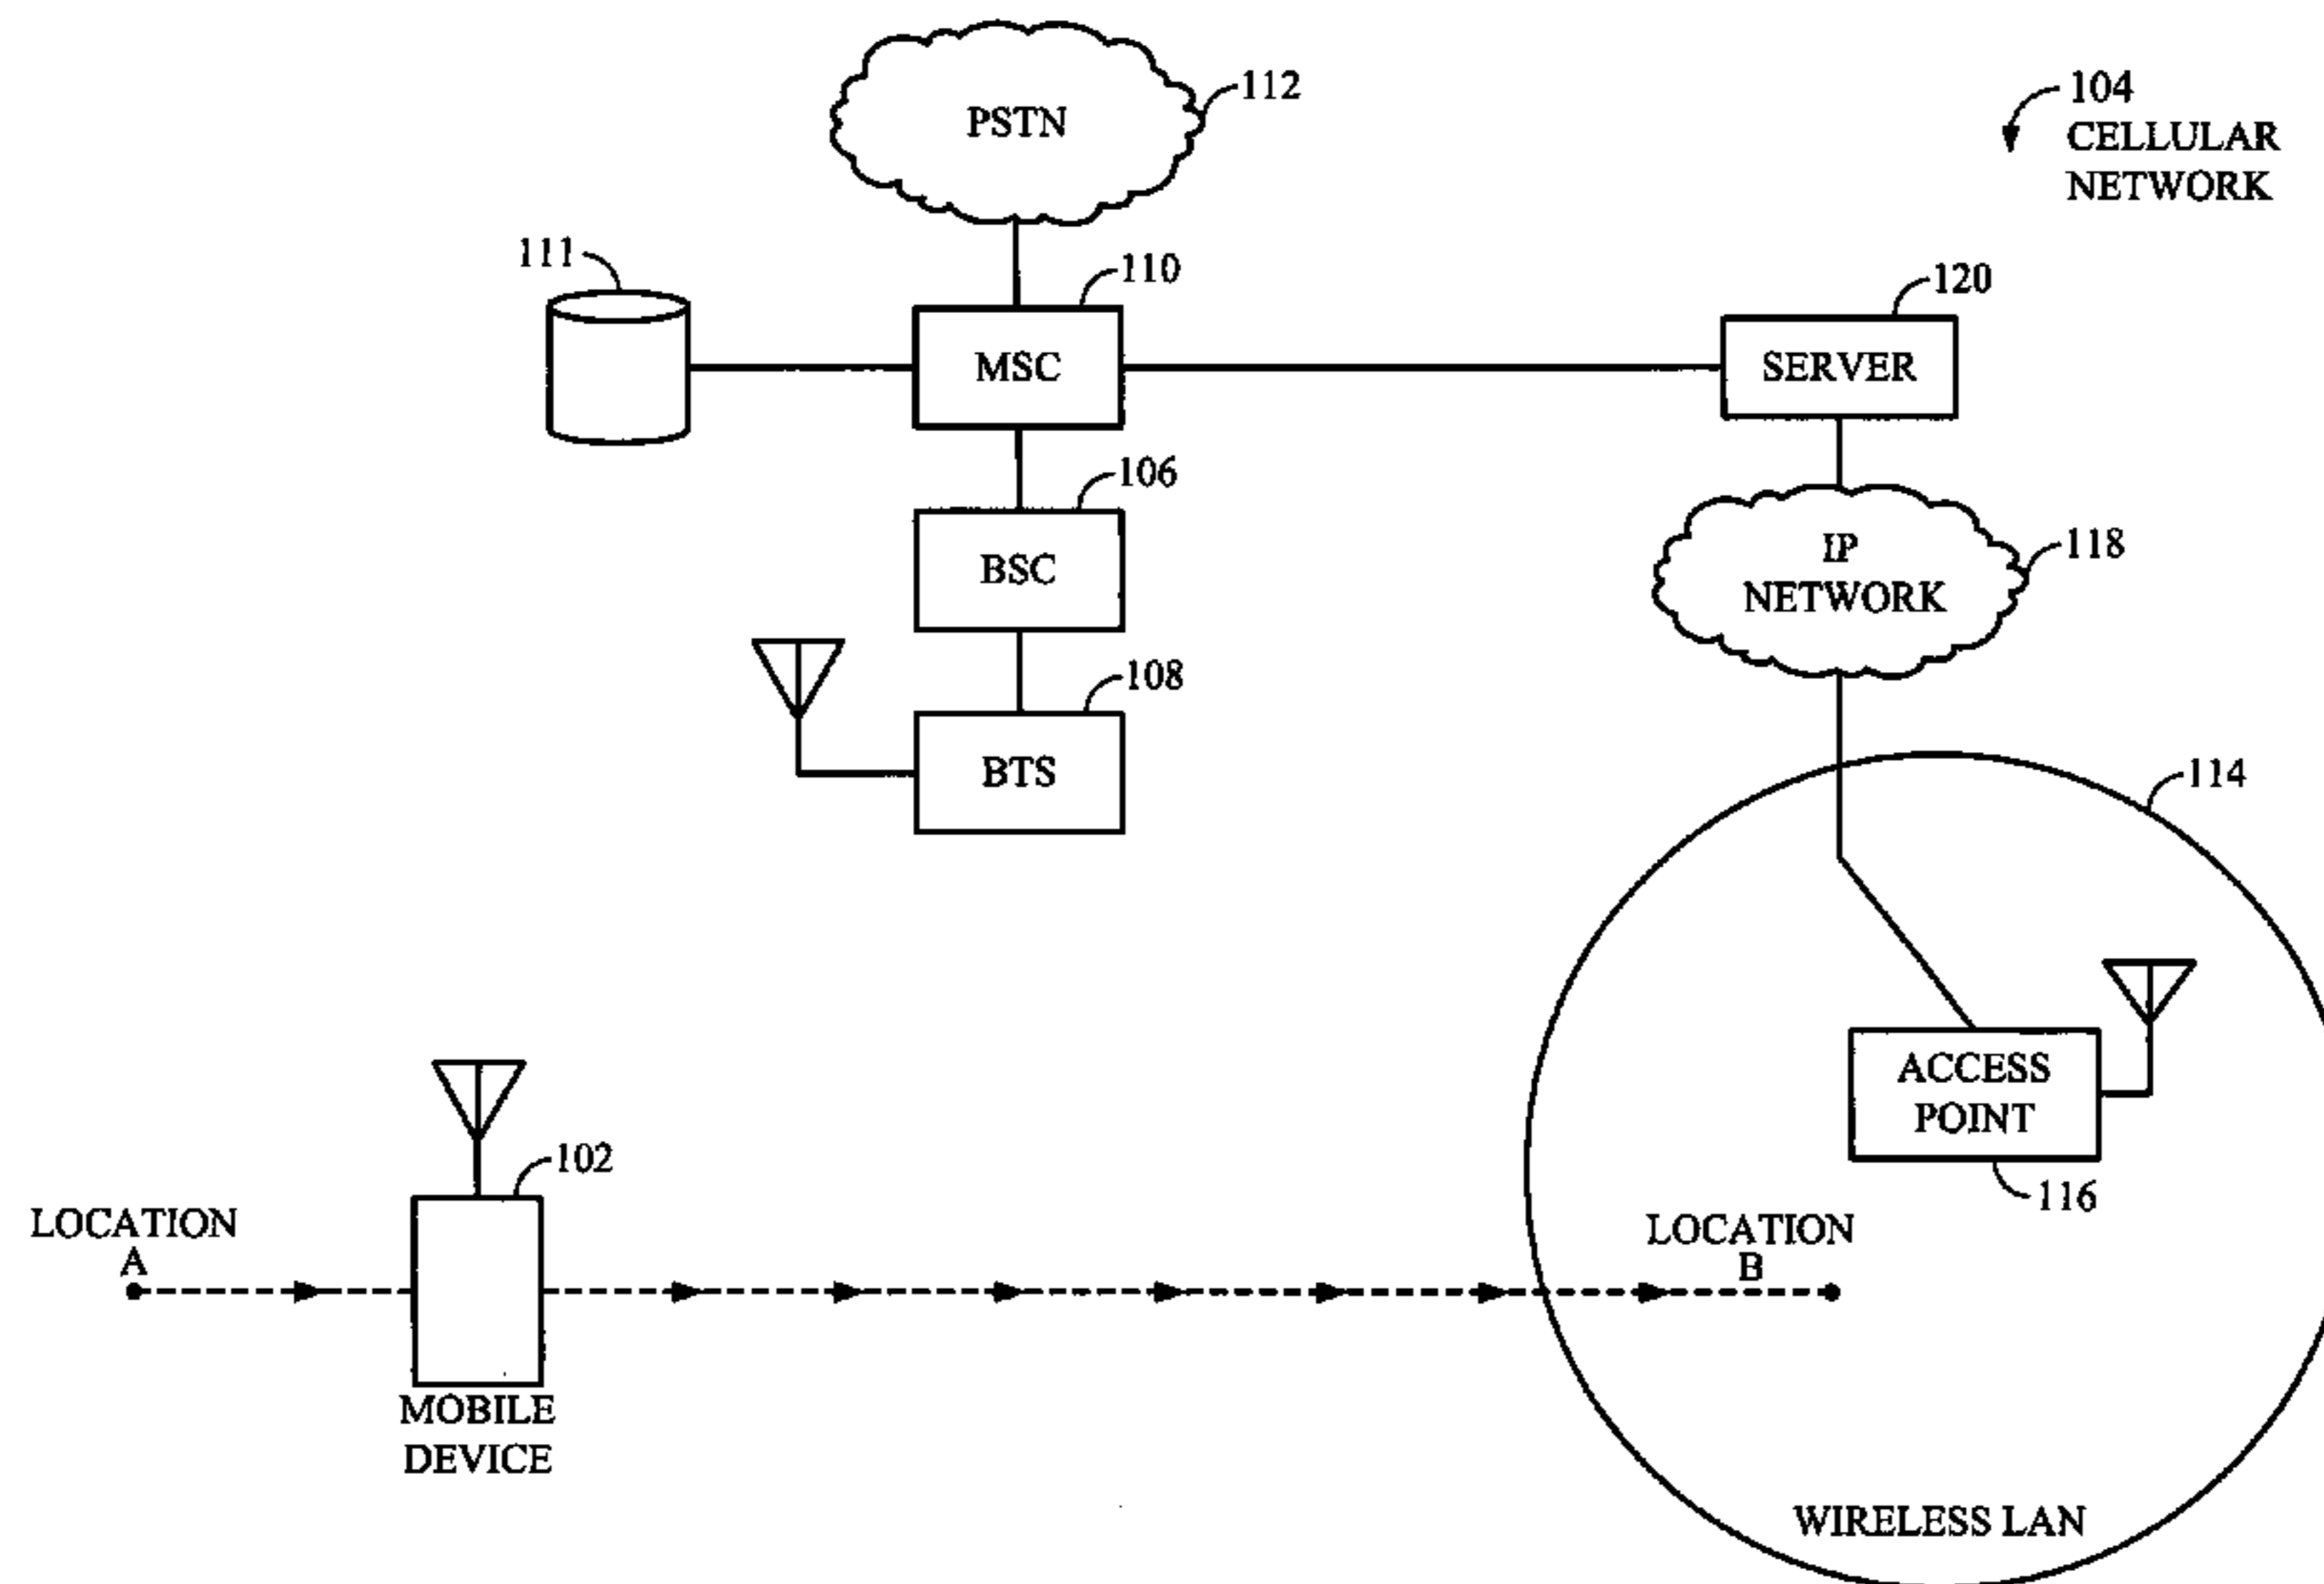 PSTN
112
104
CELLULAR
NETWORK
111
110
MSC
120
SERVER
106
BSC
IP
NETWORK
118
108
BTS
114
ACCESS
POINT
116
102
LOCATION
A
LOCATION
B
MOBILE
DEVICE
WIRELESS LAN